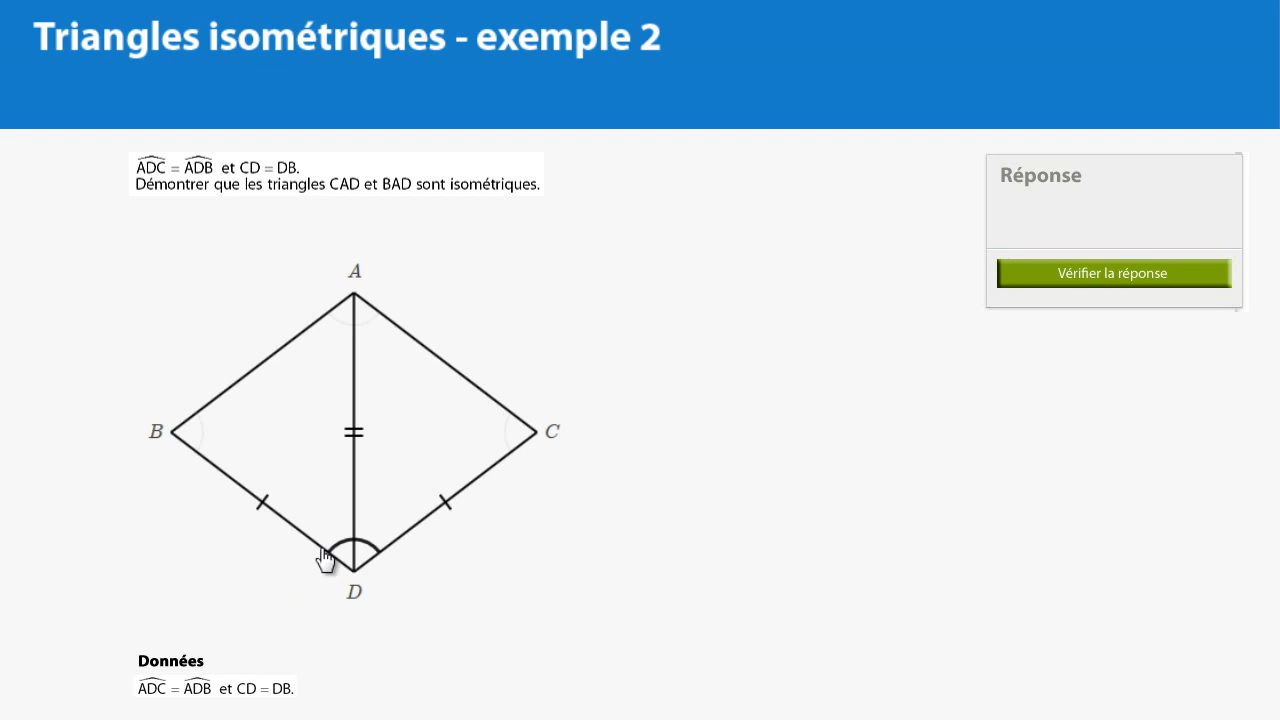 Triangles isométriques - exemple 2
ADC = ADB et CD = DB.
Démontrer que les triangles CAD et BAD sont isométriques.
Réponse
Vérifier la réponse
A
B
C
D
Données
ADC = ADB et CD = DB.